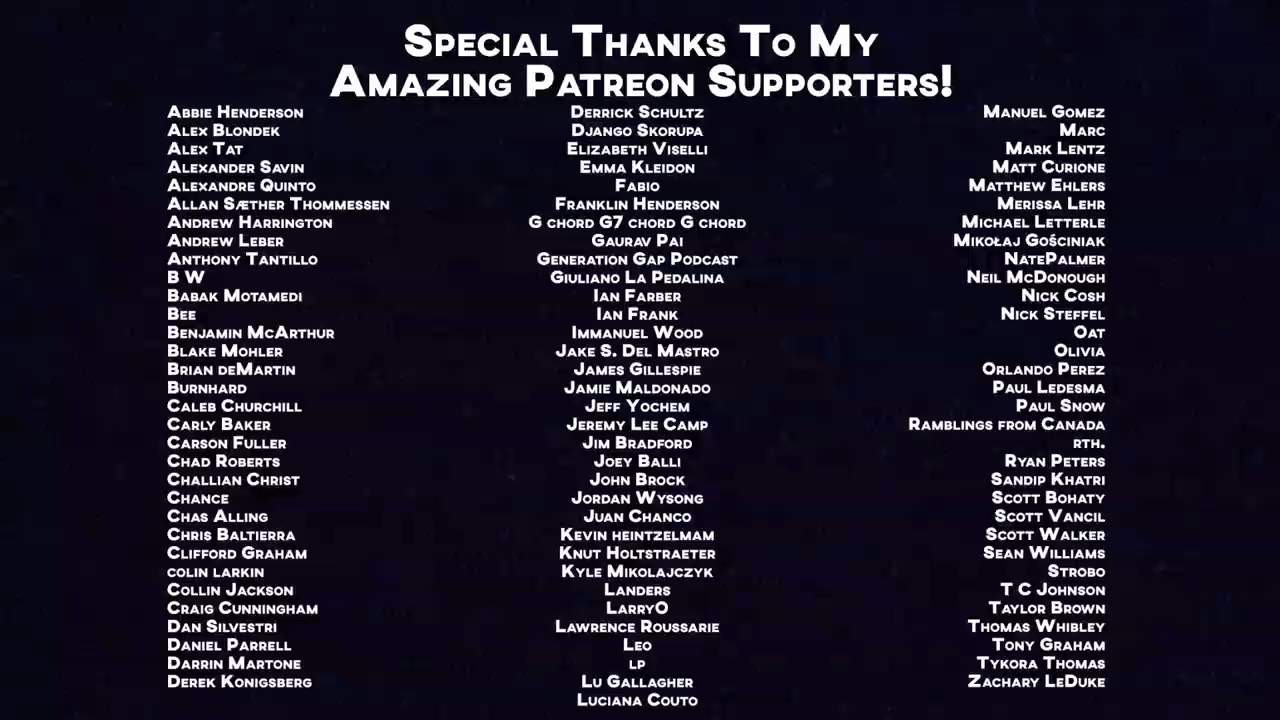 Special Thanks To My
Amazing Patreon Supporters!
Abbie Henderson
Alex Blondek
Alex Tat
Alexander Savin
Alexandre Quinto
Allan Sæther Thommessen
Andrew Harrington
Andrew Leber
Anthony Tantillo
B W
Babak Motamedi
Bee
Benjamin McArthur
Blake Mohler
Brian deMartin
Burnhard
Caleb Churchill
Carly Baker
Carson Fuller
Chad Roberts
Challian Christ
Chance
Chas Alling
Chris Baltierra
Clifford Graham
colin larkin
Collin Jackson
Craig Cunningham
Dan Silvestri
Daniel Parrell
Darrin Martone
Derek Konigsberg
Derrick Schultz
Django Skorupa
Elizabeth Viselli
Emma Kleidon
Fabio
Franklin Henderson
G chord G7 chord G chord
Gaurav Pai
Generation Gap Podcast
Giuliano La Pedalina
Ian Farber
Ian Frank
Immanuel Wood
Jake S. Del Mastro
James Gillespie
Jamie Maldonado
Jeff Yochem
Jeremy Lee Camp
Jim Bradford
Joey Balli
John Brock
Jordan Wysong
Juan Chanco
Kevin heintzelmam
Knut Holtstraeter
Kyle Mikolajczyk
Landers
LarryO
Lawrence Roussarie
Leo
lp
Lu Gallagher
Luciana Couto
Manuel Gomez
Marc
Mark Lentz
Matt Curione
Matthew Ehlers
Merissa Lehr
Michael Letterle
Mikołaj Gościniak
NatePalmer
Neil McDonough
Nick Cosh
Nick Steffel
Oat
Olivia
Orlando Perez
Paul Ledesma
Paul Snow
Ramblings from Canada
rth.
Ryan Peters
Sandip Khatri
Scott Bohaty
Scott Vancil
Scott Walker
Sean Williams
Strobo
T C Johnson
Taylor Brown
Thomas Whibley
Tony Graham
Tykora Thomas
Zachary LeDuke